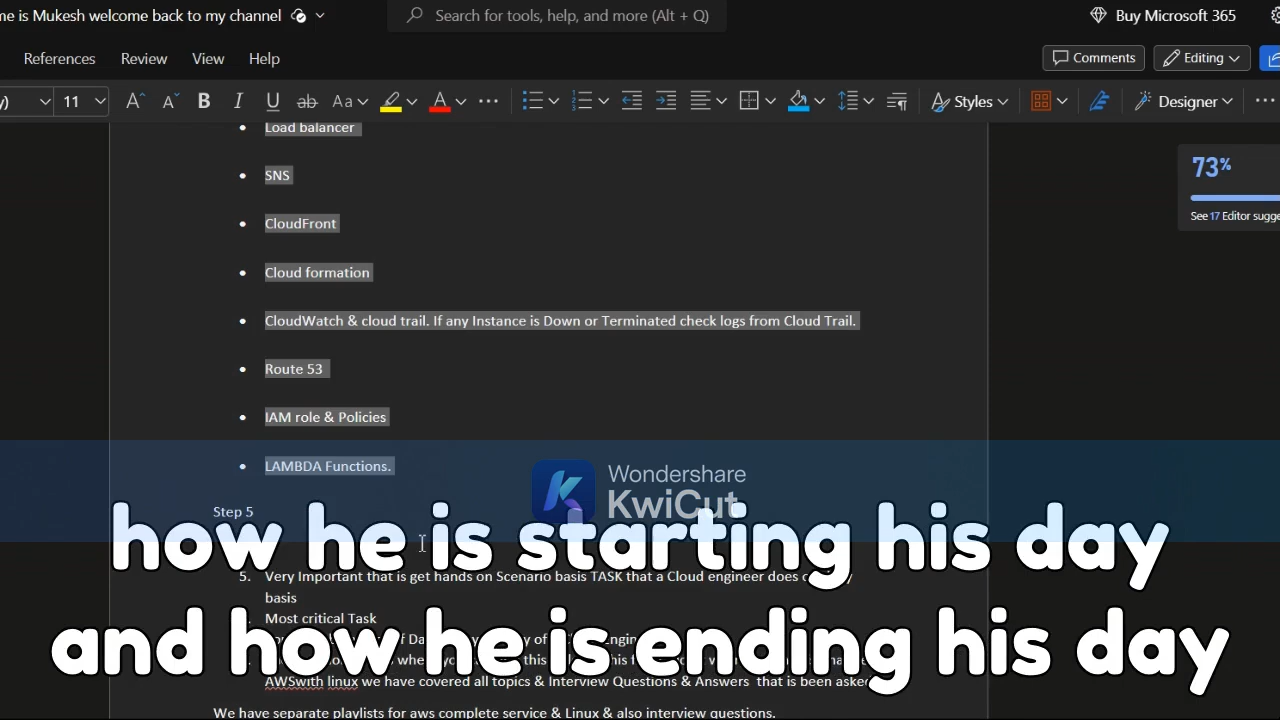 me is Mukesh welcome back to my channel
Search for tools, help, and more (Alt + Q)
Buy Microsoft 365
References Review View Help
Comments Editing
11 A A B I U ab Aa A Styles Designer
73%
See 17 Editor
Load balancer
SNS
CloudFront
Cloud formation
CloudWatch & cloud trail. If any Instance is Down or Terminated check logs from Cloud Trail.
Route 53
IAM role & Policies
LAMBDA Functions.
Wondershare
KwiCut
Step 5
how he is starting his day
5. Very Important that is get hands on Scenario basis TASK that a Cloud engineer does
basis
Most critical Task
and how he is ending his day
AWSwith linux we have covered all topics & Interview Questions & Answers that is been asked
We have separate playlists for aws complete service & Linux & also interview questions.